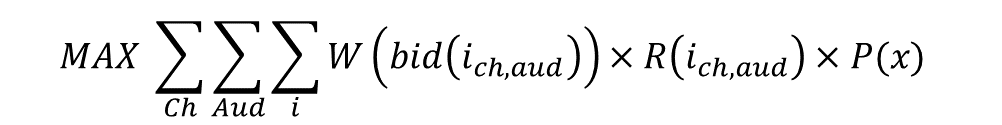 MAX ∑_{Ch} ∑_{Aud} ∑_{i} W(bid(i_{ch,aud})) × R(i_{ch,aud}) × P(x)